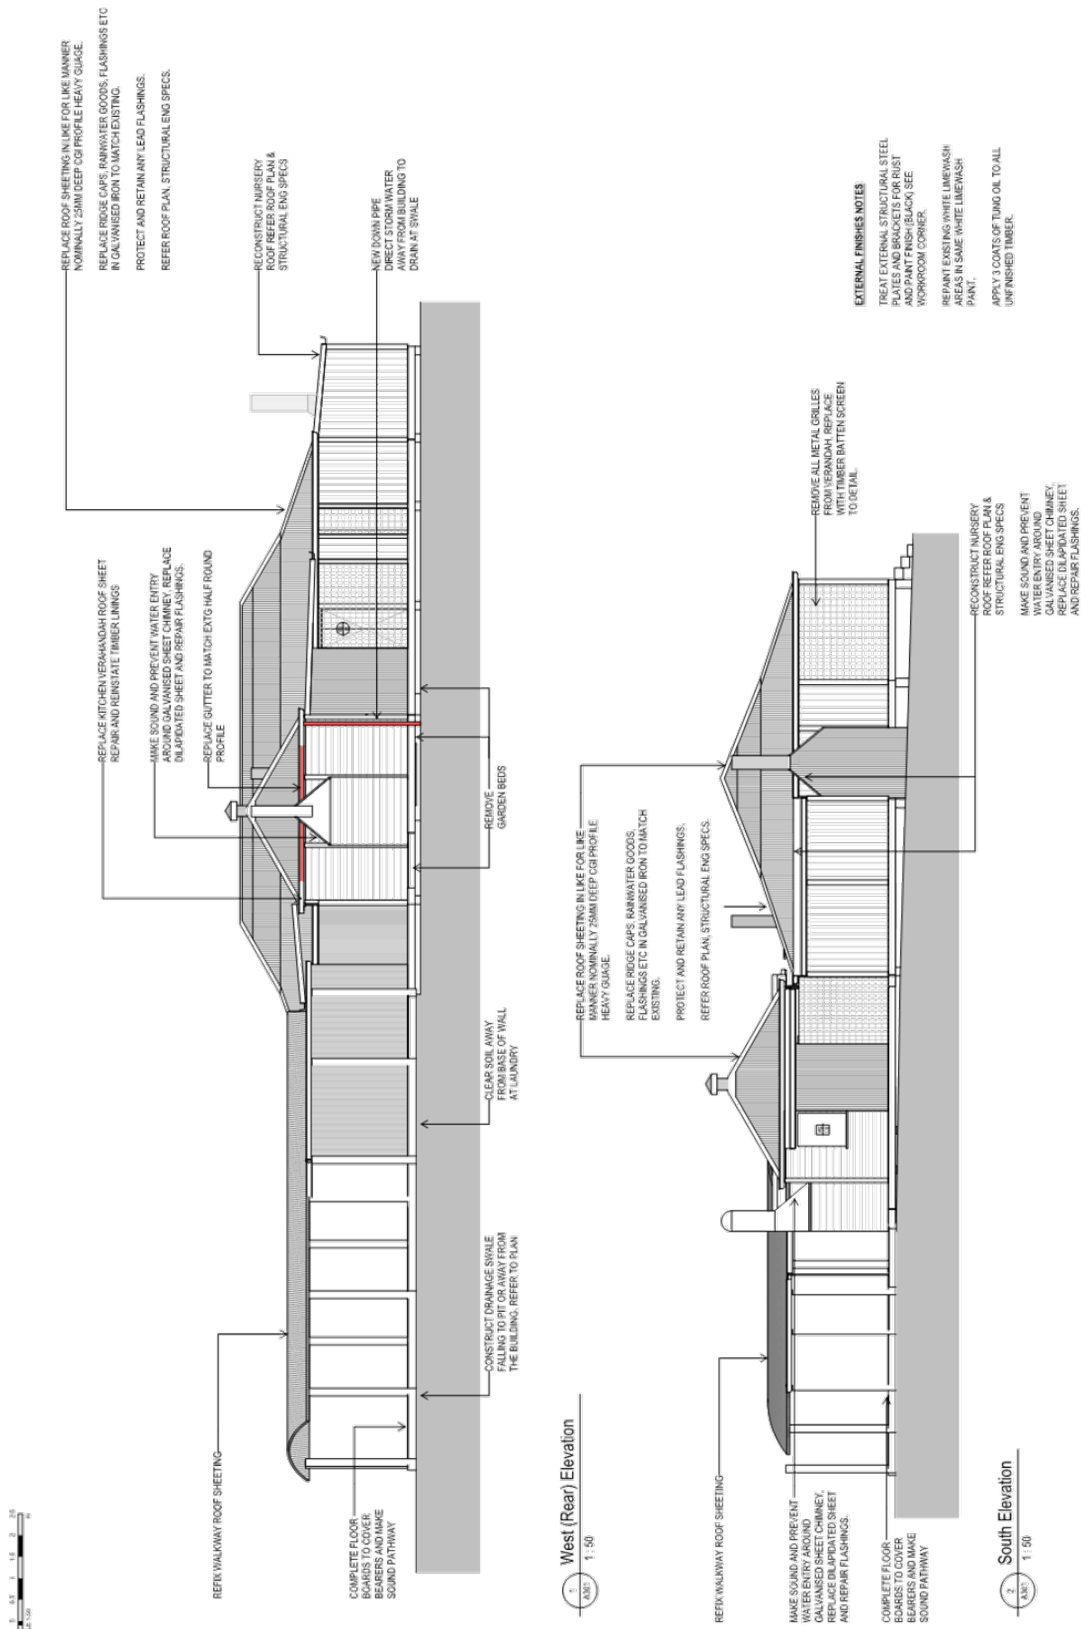 REPLACE ROOF SHEETING IN LIKE FOR LIKE MANNER
NOMINALLY 25MM DEEP CGI PROFILE HEAVY GUAGE.
REPLACE RIDGE CAPS, RAINWATER GOODS, FLASHINGS ETC
IN GALVANISED IRON TO MATCH EXISTING.
PROTECT AND RETAIN ANY LEAD FLASHINGS.
REFER ROOF PLAN, STRUCTURAL ENG SPECS.
REPLACE KITCHEN VERAHANDAH ROOF SHEET
REPAIR AND REINSTATE TIMBER LININGS
MAKE SOUND AND PREVENT WATER ENTRY
AROUND GALVANISED SHEET CHIMNEY, REPLACE
DILAPIDATED SHEET AND REPAIR FLASHINGS.
REPLACE GUTTER TO MATCH EXTG HALF ROUND
PROFILE
RECONSTRUCT NURSERY
ROOF REFER ROOF PLAN &
STRUCTURAL ENG SPECS
NEW DOWN PIPE
DIRECT STORM WATER
AWAY FROM BUILDING TO
DRAIN AT SWALE
REFIX WALKWAY ROOF SHEETING
COMPLETE FLOOR
BOARDS TO COVER
BEARERS AND MAKE
SOUND PATHWAY
CONSTRUCT DRAINAGE SWALE
FALLING TO PIT OR AWAY FROM
THE BUILDING. REFER TO PLAN
CLEAR SOIL AWAY
FROM BASE OF WALL
AT LAUNDRY
REMOVE
GARDEN BEDS
1
A301
West (Rear) Elevation
1 : 50
REPLACE ROOF SHEETING IN LIKE FOR LIKE
MANNER NOMINALLY 25MM DEEP CGI PROFILE
HEAVY GUAGE.
REPLACE RIDGE CAPS, RAINWATER GOODS,
FLASHINGS ETC IN GALVANISED IRON TO MATCH
EXISTING.
PROTECT AND RETAIN ANY LEAD FLASHINGS.
REFER ROOF PLAN, STRUCTURAL ENG SPECS.
REMOVE ALL METAL GRILLES
FROM VERANDAH, REPLACE
WITH TIMBER BATTEN SCREEN
TO DETAIL.
EXTERNAL FINISHES NOTES
TREAT EXTERNAL STRUCTURAL STEEL
PLATES AND BRACKETS FOR RUST
AND PAINT FINISH (BLACK) SEE
WORKROOM CORNER.
REPAINT EXISTING WHITE LIMEWASH
AREAS IN SAME WHITE LIMEWASH
PAINT.
APPLY 3 COATS OF TUNG OIL TO ALL
UNFINISHED TIMBER.
REFIX WALKWAY ROOF SHEETING
MAKE SOUND AND PREVENT
WATER ENTRY AROUND
GALVANISED SHEET CHIMNEY,
REPLACE DILAPIDATED SHEET
AND REPAIR FLASHINGS.
COMPLETE FLOOR
BOARDS TO COVER
BEARERS AND MAKE
SOUND PATHWAY
RECONSTRUCT NURSERY
ROOF REFER ROOF PLAN &
STRUCTURAL ENG SPECS
MAKE SOUND AND PREVENT
WATER ENTRY AROUND
GALVANISED SHEET CHIMNEY,
REPLACE DILAPIDATED SHEET
AND REPAIR FLASHINGS.
2
A301
South Elevation
1 : 50